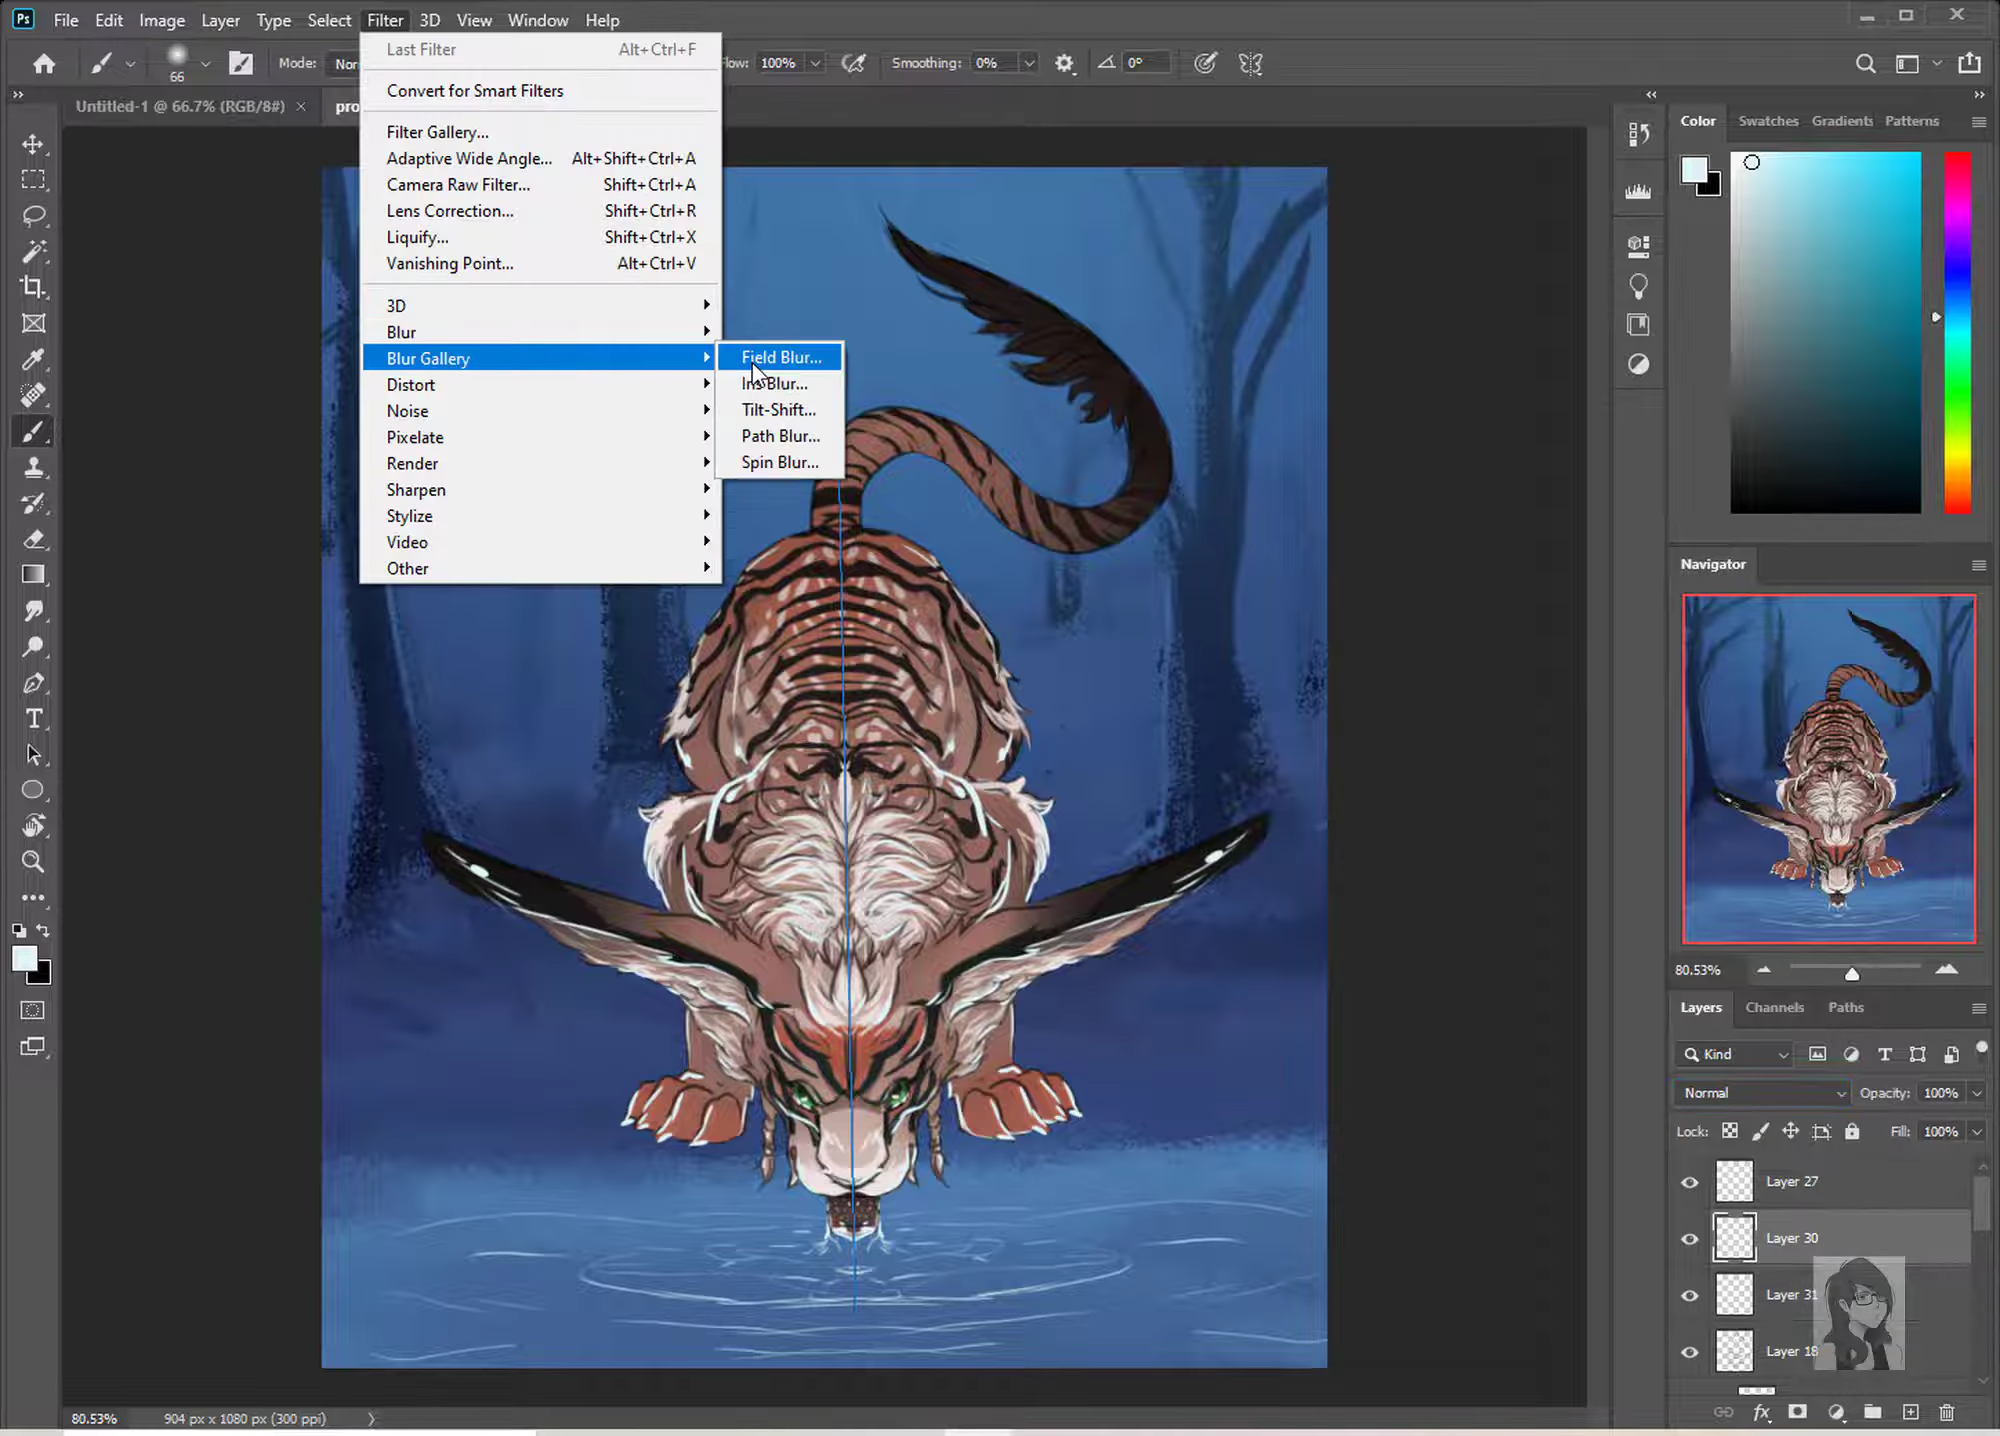 Ps File Edit Image Layer Type Select Filter 3D View Window Help
66 Mode: Flow: 100% Smoothing: 0% 0°
Untitled-1 @ 66.7% (RGB/8#) ×
Last Filter Alt+Ctrl+F
Convert for Smart Filters
Filter Gallery...
Adaptive Wide Angle... Alt+Shift+Ctrl+A
Camera Raw Filter... Shift+Ctrl+A
Lens Correction... Shift+Ctrl+R
Liquify... Shift+Ctrl+X
Vanishing Point... Alt+Ctrl+V
3D
Blur
Blur Gallery
Distort
Noise
Pixelate
Render
Sharpen
Stylize
Video
Other
Field Blur...
Iris Blur...
Tilt-Shift...
Path Blur...
Spin Blur...
Color Swatches Gradients Patterns
Navigator
80.53%
Layers Channels Paths
Kind
Normal Opacity: 100%
Lock: Fill: 100%
Layer 27
Layer 30
Layer 31
Layer 18
80.53% 904 px x 1080 px (300 ppi)